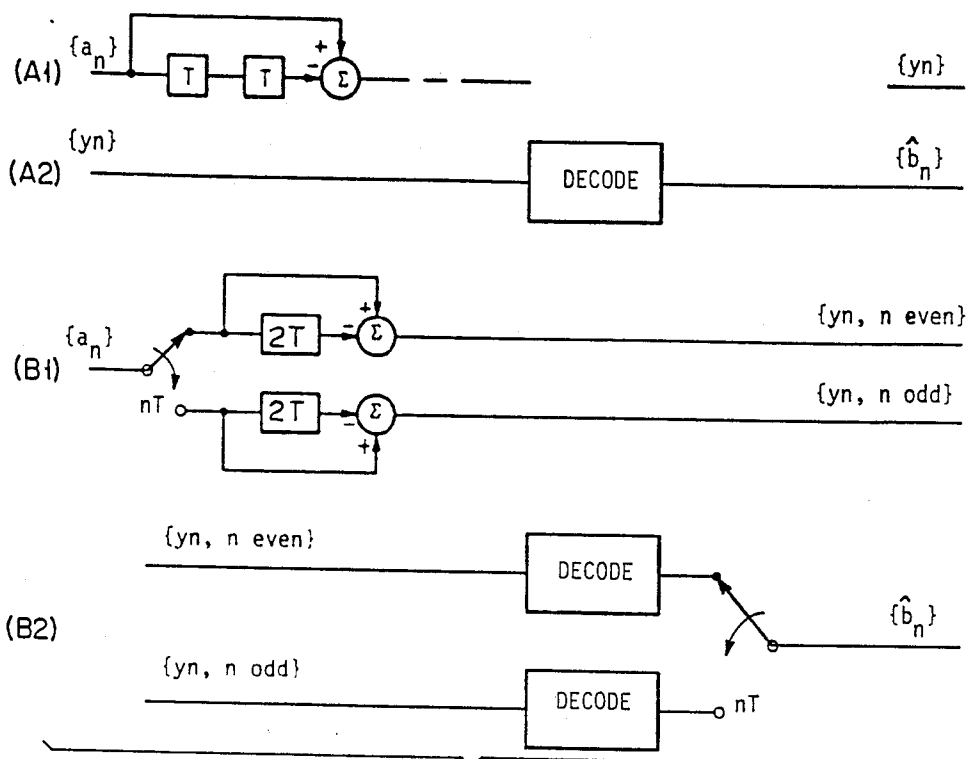 {a_n}
+
(A1) T T - Σ {yn}
{yn}
(A2) DECODE {b̂_n}
{a_n} 2T - + Σ {yn, n even}
(B1)
nT 2T - + Σ {yn, n odd}
{yn, n even}
DECODE
(B2) {b̂_n}
{yn, n odd}
DECODE nT